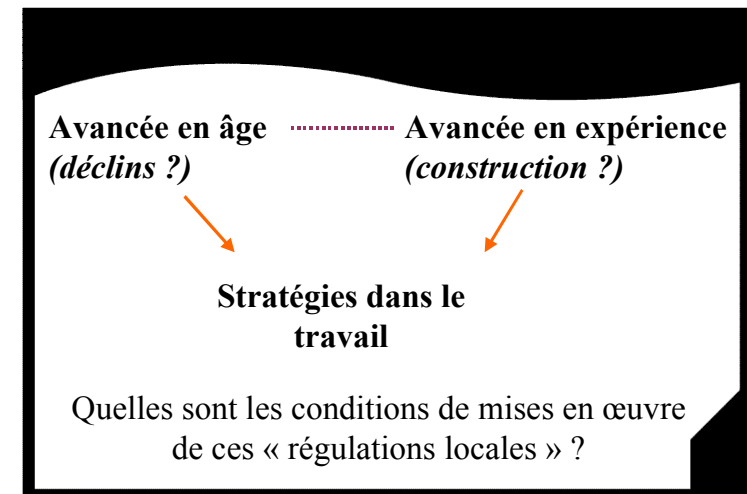 Avancée en âge Avancée en expérience
(déclins ?) (construction ?)
Stratégies dans le
travail
Quelles sont les conditions de mises en œuvre
de ces « régulations locales » ?